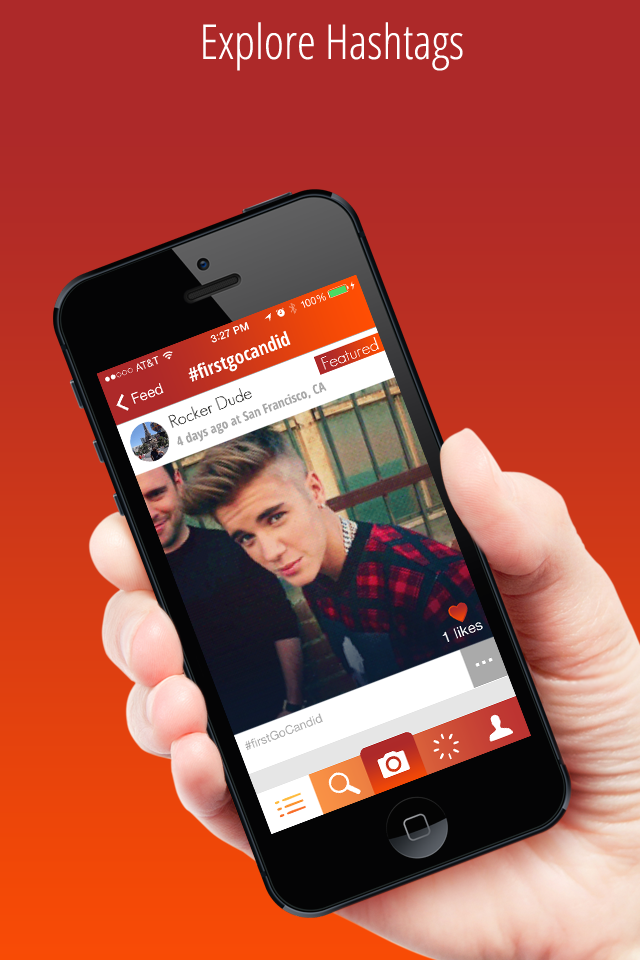 Explore Hashtags
AT&T 3:27 PM 100%
Feed #firstgocandid
Rocker Dude Featured
4 days ago at San Francisco, CA
1 likes
#firstGoCandid